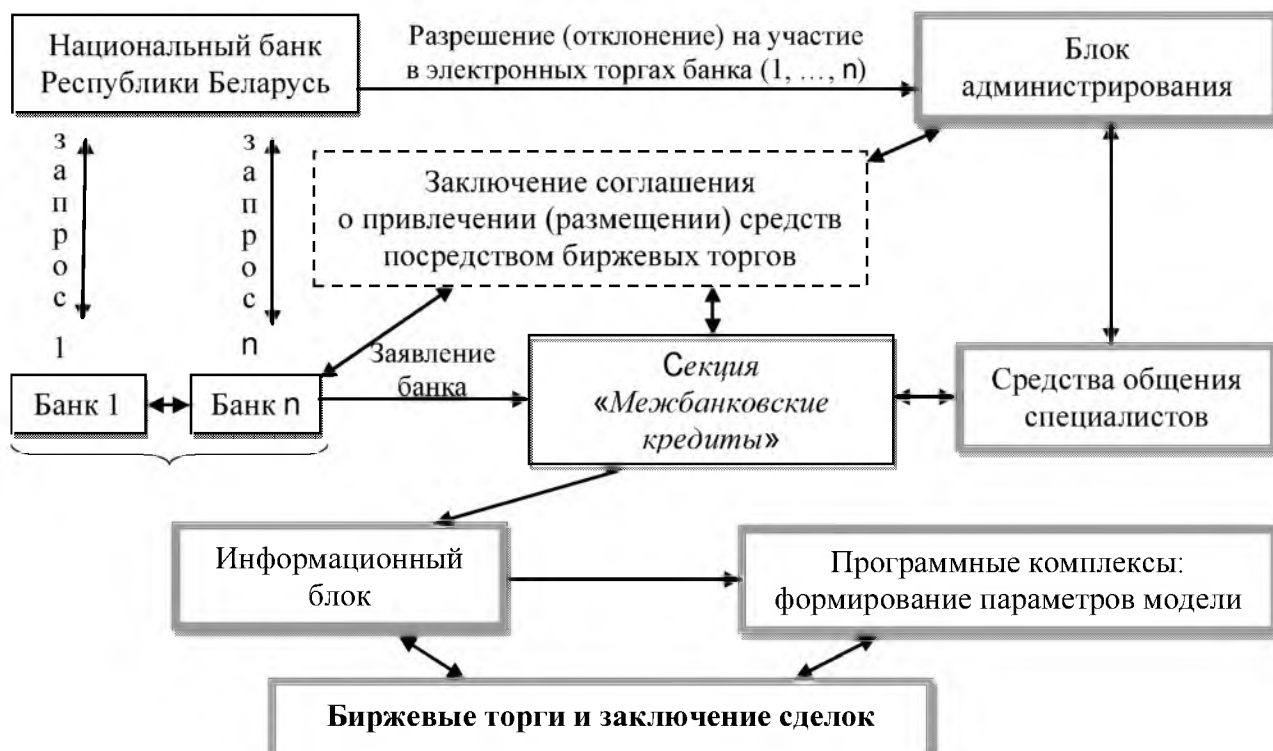 Национальный банк
Республики Беларусь
Разрешение (отклонение) на участие
в электронных торгах банка (1, ..., n)
Блок
администрирования
запрос 1
запрос n
Заключение соглашения
о привлечении (размещении) средств
посредством биржевых торгов
Банк 1
Банк n
Заявление
банка
Секция
«Межбанковские
кредиты»
Средства общения
специалистов
Информационный
блок
Программные комплексы:
формирование параметров модели
Биржевые торги и заключение сделок